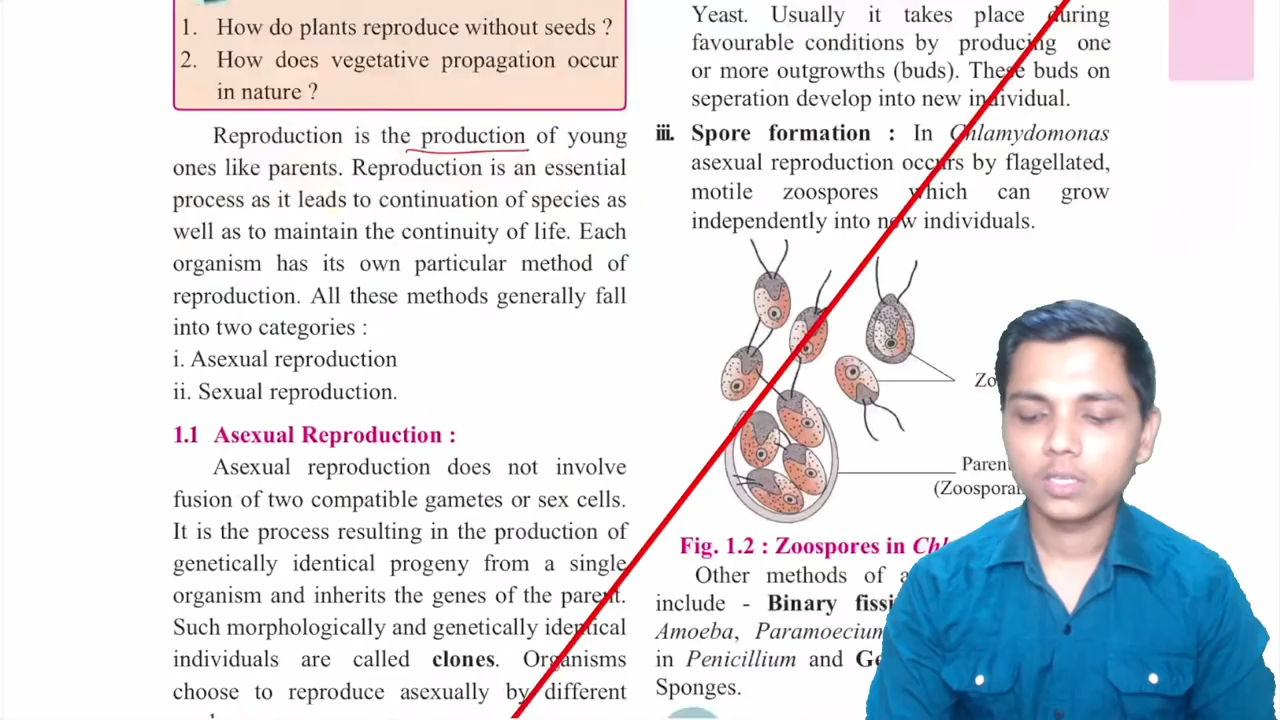 1. How do plants reproduce without seeds ?
2. How does vegetative propagation occur
in nature ?
Reproduction is the production of young
ones like parents. Reproduction is an essential
process as it leads to continuation of species as
well as to maintain the continuity of life. Each
organism has its own particular method of
reproduction. All these methods generally fall
into two categories :
i. Asexual reproduction
ii. Sexual reproduction.
1.1 Asexual Reproduction :
Asexual reproduction does not involve
fusion of two compatible gametes or sex cells.
It is the process resulting in the production of
genetically identical progeny from a single
organism and inherits the genes of the parent.
Such morphologically and genetically identical
individuals are called clones. Organisms
choose to reproduce asexually by different
Yeast. Usually it takes place during
favourable conditions by producing one
or more outgrowths (buds). These buds on
seperation develop into new individual.
iii. Spore formation : In Chlamydomonas
asexual reproduction occurs by flagellated,
motile zoospores which can grow
independently into new individuals.
Parent
(Zoospora
Fig. 1.2 : Zoospores in Chl
Other methods of a
include - Binary fissi
Amoeba, Paramoecium
in Penicillium and Ge
Sponges.